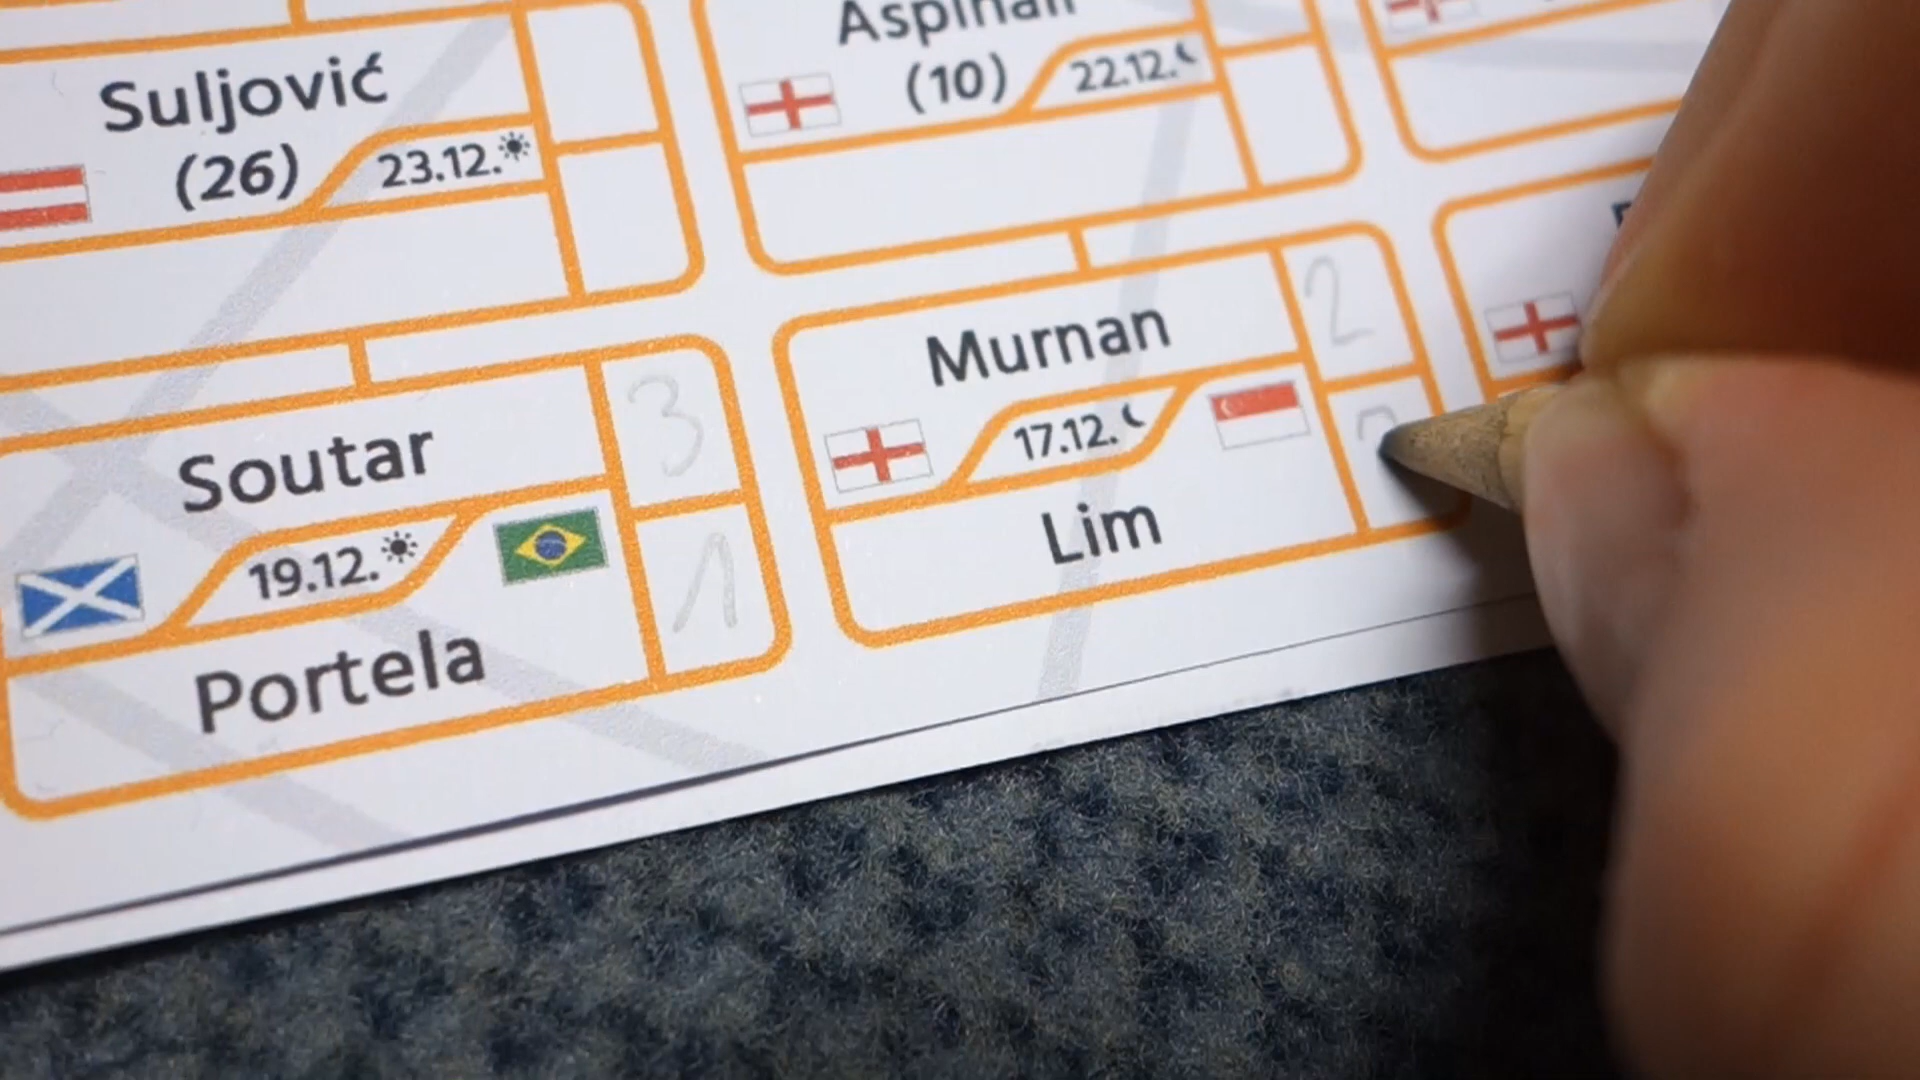 Suljović
(26)
23.12.
Aspinall
(10)
22.12.
Soutar
3
19.12.
Portela
1
Murnan
2
17.12.
Lim